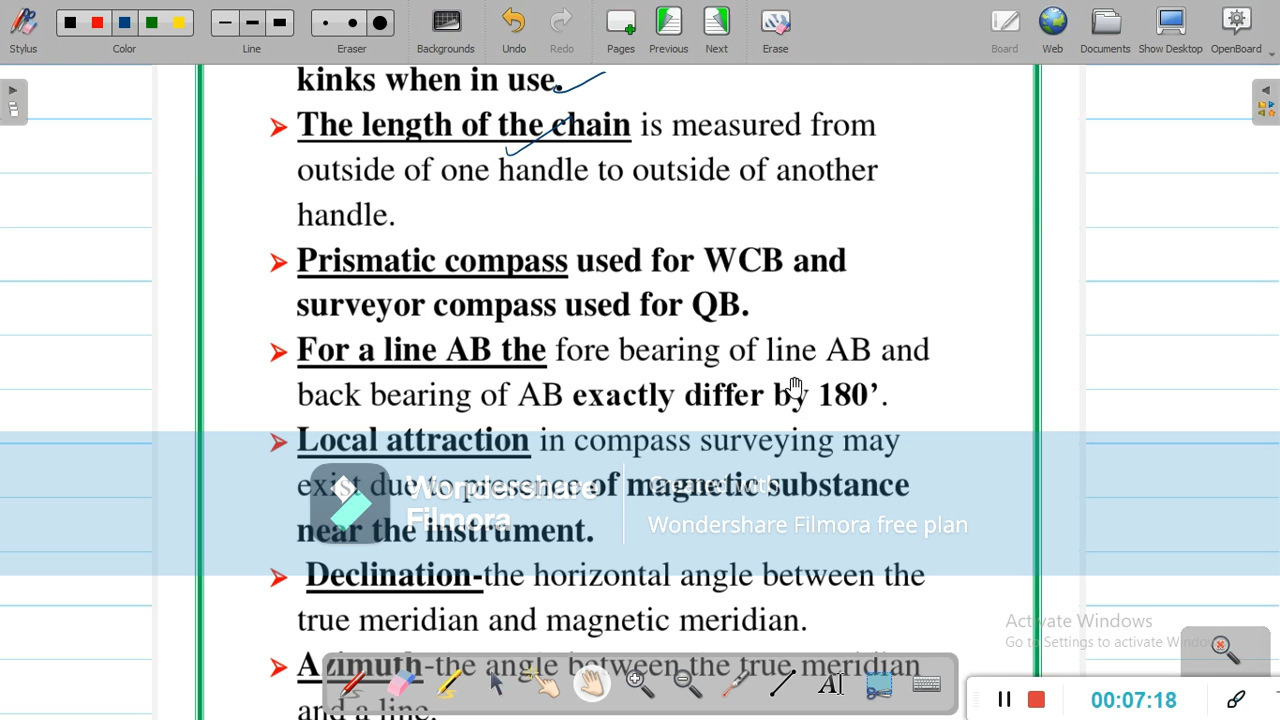 Stylus Color Line Eraser Backgrounds Undo Redo Pages Previous Next Erase Board Web Documents Show Desktop OpenBoard
kinks when in use.
➢ The length of the chain is measured from
outside of one handle to outside of another
handle.
➢ Prismatic compass used for WCB and
surveyor compass used for QB.
➢ For a line AB the fore bearing of line AB and
back bearing of AB exactly differ by 180’.
➢ Local attraction in compass surveying may
exist due to presence of magnetic substance
near the instrument.
Created with
Wondershare
Filmora
Wondershare Filmora free plan
➢ Declination-the horizontal angle between the
true meridian and magnetic meridian.
Activate Windows
Go to Settings to activate Windows.
➢ Azimuth-the angle between the true meridian
and a line.
00:07:18